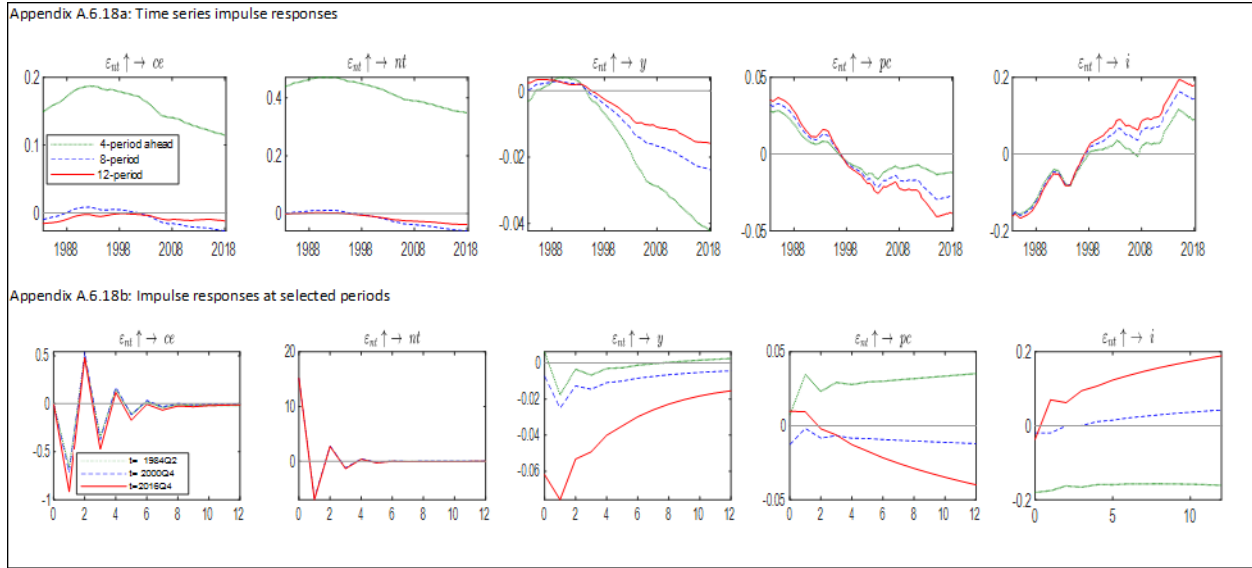 Appendix A.6.18a: Time series impulse responses
εnt ↑ → ce
εnt ↑ → nt
εnt ↑ → y
εnt ↑ → pc
εnt ↑ → i
0.2
0.1
0
4-period ahead
8-period
12-period
1988 1998 2008 2018
0.4
0.2
0
1988 1998 2008 2018
0
-0.02
-0.04
1988 1998 2008 2018
0.05
0
-0.05
1988 1998 2008 2018
0.2
0
-0.2
1988 1998 2008 2018
Appendix A.6.18b: Impulse responses at selected periods
εnt ↑ → ce
εnt ↑ → nt
εnt ↑ → y
εnt ↑ → pc
εnt ↑ → i
0.5
0
-0.5
-1
t= 1984Q2
t= 2000Q4
t=2016Q4
0 2 4 6 8 10 12
20
10
0
0 2 4 6 8 10 12
0
-0.02
-0.04
-0.06
0 2 4 6 8 10 12
0.05
0
-0.05
0 2 4 6 8 10 12
0.2
0
-0.2
0 5 10